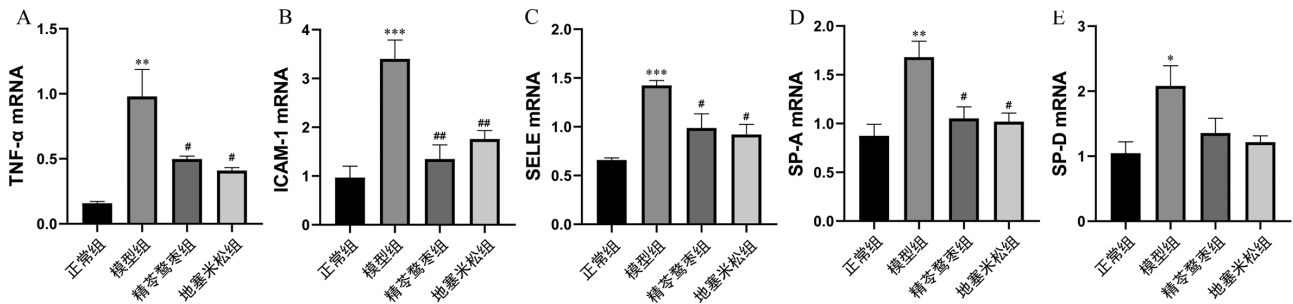 A
TNF-α mRNA
1.5
1.0
0.5
0.0
**
#
#
正常组
模型组
精苓鹜枣组
地塞米松组
B
ICAM-1 mRNA
4
3
2
1
0
***
##
##
正常组
模型组
精苓鹜枣组
地塞米松组
C
SELE mRNA
2.0
1.5
1.0
0.5
0.0
***
#
#
正常组
模型组
精苓鹜枣组
地塞米松组
D
SP-A mRNA
2.0
1.5
1.0
0.5
0.0
**
#
#
正常组
模型组
精苓鹜枣组
地塞米松组
E
SP-D mRNA
3
2
1
0
*
正常组
模型组
精苓鹜枣组
地塞米松组